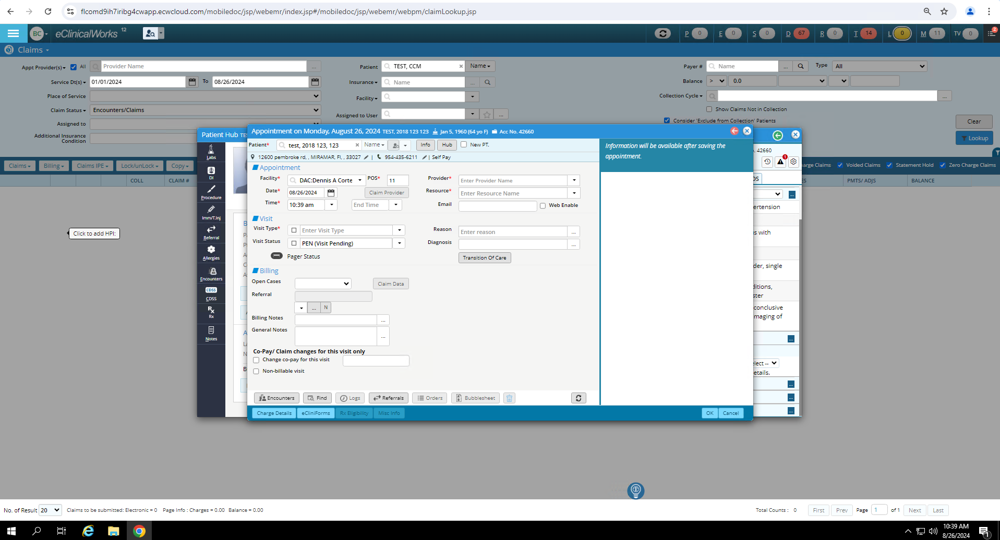 flcomd9ih7iribg4cwapp.ecwcloud.com/mobiledoc/jsp/webemr/index.jsp#/mobiledoc/jsp/webemr/webpm/claimLookup.jsp
BC eClinicalWorks 12 P 0 E 0 S 0 D 67 R 0 T 14 L 0 M 11 TV 0 2
Claims
Appt Provider(s) All Provider Name ... Patient TEST, CCM × Name Payer # Name ... Type All
Service Dt(s) 01/01/2024 To 08/26/2024 Insurance Name ... Balance > 0.0
Place of Service Facility Collection Cycle ...
Claim Status Encounters/Claims Assigned to User ... Show Claims Not in Collection
Assigned to Consider 'Exclude from Collection' Patients Clear
Additional Insurance Condition Lookup
Claims Billing Claims IPE Lock/unLock Copy arge Claims Voided Claims Statement Hold Zero Charge Claims
COLL CLAIM # ES PMTS/ ADJS BALANCE
Click to add HPI:
Patient Hub TES
Labs
DI
Procedure
Imm/T.Inj
Referral
Allergies
Encounters
CDSS
CDSS
Rx
Rx
Notes
Appointment on Monday, August 26, 2024 TEST, 2018 123 123 Jan 5, 1960 (64 yo F) Acc No. 42660
Patient* test, 2018 123, 123 × Name Info Hub New PT.
12600 pembroke rd, , MIRAMAR, Fl, , 33027 | 954-435-6211 | Self Pay
Appointment
Facility* DAC:Dennis A Corte POS* 11 Provider* Enter Provider Name
Date* 08/26/2024 Claim Provider Resource* Enter Resource Name
Time* 10:39 am End Time Email Web Enable
Visit
Visit Type* Enter Visit Type Reason Enter reason ...
Visit Status PEN (Visit Pending) Diagnosis ...
Pager Status Transition Of Care
Billing
Open Cases Claim Data
Referral
... N
Billing Notes ...
General Notes ...
Co-Pay/ Claim changes for this visit only
Change co-pay for this visit
Non-billable visit
Encounters Find Logs Referrals Orders Bubblesheet
Charge Details eCliniForms Rx Eligibility Misc Info OK Cancel
Information will be available after saving the
appointment.
. 42660
1
DS
...
ertension
s with
der, single
ditions,
ster
conclusive
maging of
...
elect --
etails.
...
...
...
No. of Result 20 Claims to be submitted: Electronic = 0 Page Info : Charges = 0.00 Balance = 0.00 Total Counts : 0 First Prev Page 1 of 1 Next Last
10:39 AM
8/26/2024
1